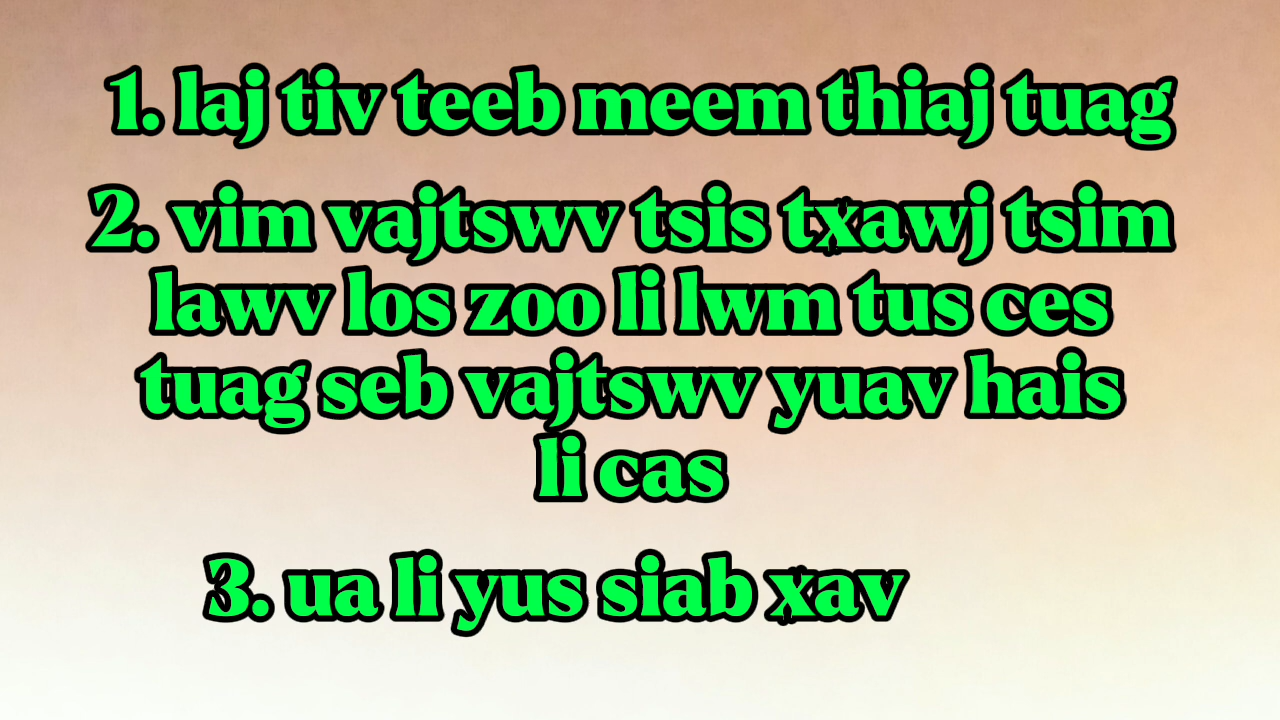 1. laj tiv teeb meem thiaj tuag
2. vim vajtswv tsis txawj tsim
lawv los zoo li lwm tus ces
tuag seb vajtswv yuav hais
li cas
3. ua li yus siab xav